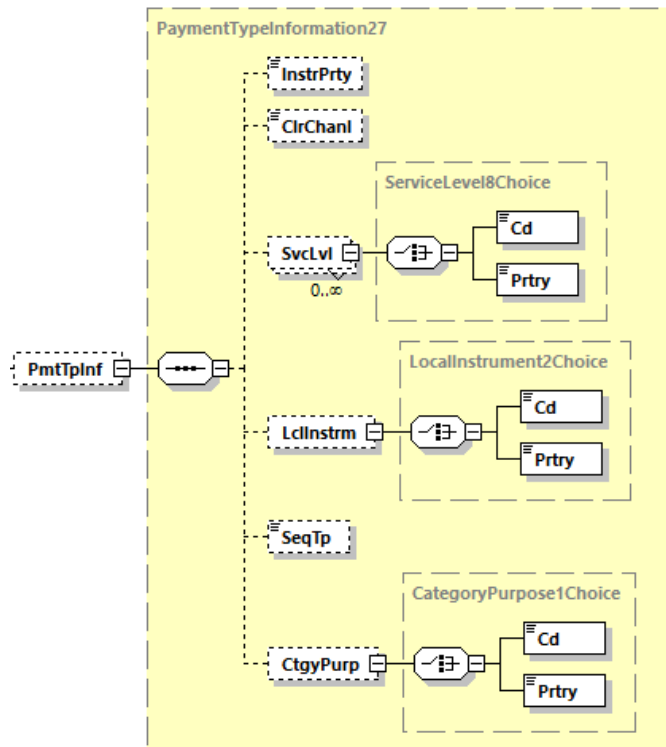 PaymentTypeInformation27
InstrPrty
ClrChanl
ServiceLevel8Choice
Cd
SvcLvl
0..∞
Prtry
PmtTpInf
LocalInstrument2Choice
Cd
LclInstrm
Prtry
SeqTp
CategoryPurpose1Choice
Cd
CtgyPurp
Prtry